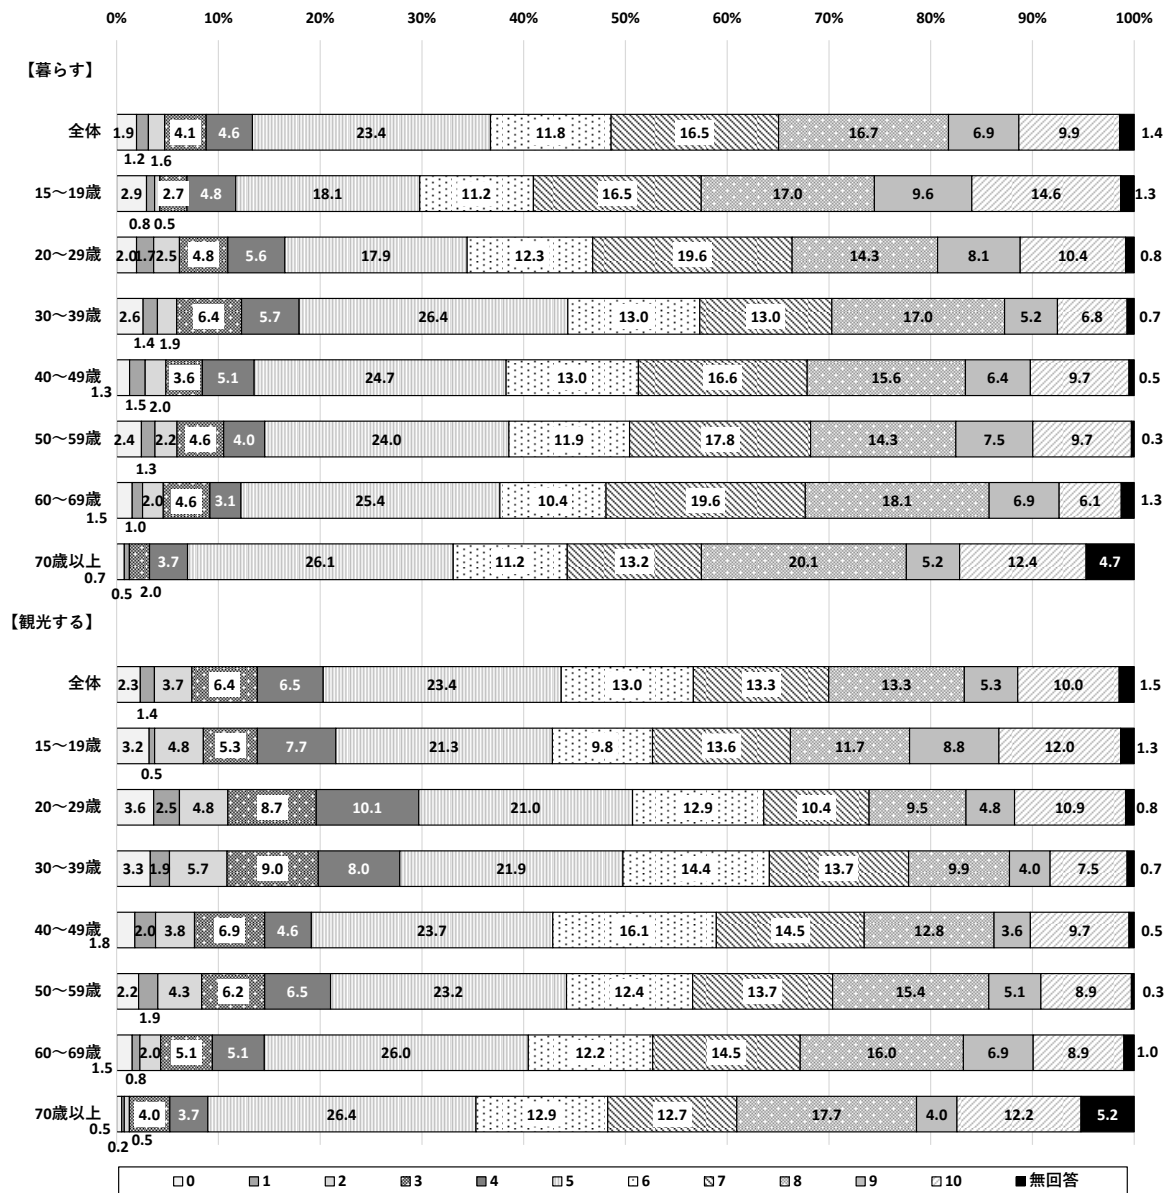 0% 10% 20% 30% 40% 50% 60% 70% 80% 90% 100%
【暮らす】
全体 1.9 1.2 1.6 4.1 4.6 23.4 11.8 16.5 16.7 6.9 9.9 1.4
15～19歳 2.9 0.8 0.5 2.7 4.8 18.1 11.2 16.5 17.0 9.6 14.6 1.3
20～29歳 2.0 1.7 2.5 4.8 5.6 17.9 12.3 19.6 14.3 8.1 10.4 0.8
30～39歳 2.6 1.4 1.9 6.4 5.7 26.4 13.0 13.0 17.0 5.2 6.8 0.7
40～49歳 1.3 1.5 2.0 3.6 5.1 24.7 13.0 16.6 15.6 6.4 9.7 0.5
50～59歳 2.4 1.3 2.2 4.6 4.0 24.0 11.9 17.8 14.3 7.5 9.7 0.3
60～69歳 1.5 1.0 2.0 4.6 3.1 25.4 10.4 19.6 18.1 6.9 6.1 1.3
70歳以上 0.7 0.5 2.0 3.7 26.1 11.2 13.2 20.1 5.2 12.4 4.7
【観光する】
全体 2.3 1.4 3.7 6.4 6.5 23.4 13.0 13.3 13.3 5.3 10.0 1.5
15～19歳 3.2 0.5 4.8 5.3 7.7 21.3 9.8 13.6 11.7 8.8 12.0 1.3
20～29歳 3.6 2.5 4.8 8.7 10.1 21.0 12.9 10.4 9.5 4.8 10.9 0.8
30～39歳 3.3 1.9 5.7 9.0 8.0 21.9 14.4 13.7 9.9 4.0 7.5 0.7
40～49歳 1.8 2.0 3.8 6.9 4.6 23.7 16.1 14.5 12.8 3.6 9.7 0.5
50～59歳 2.2 1.9 4.3 6.2 6.5 23.2 12.4 13.7 15.4 5.1 8.9 0.3
60～69歳 1.5 0.8 2.0 5.1 5.1 26.0 12.2 14.5 16.0 6.9 8.9 1.0
70歳以上 0.5 0.2 0.5 4.0 3.7 26.4 12.9 12.7 17.7 4.0 12.2 5.2
0 1 2 3 4 5 6 7 8 9 10 無回答